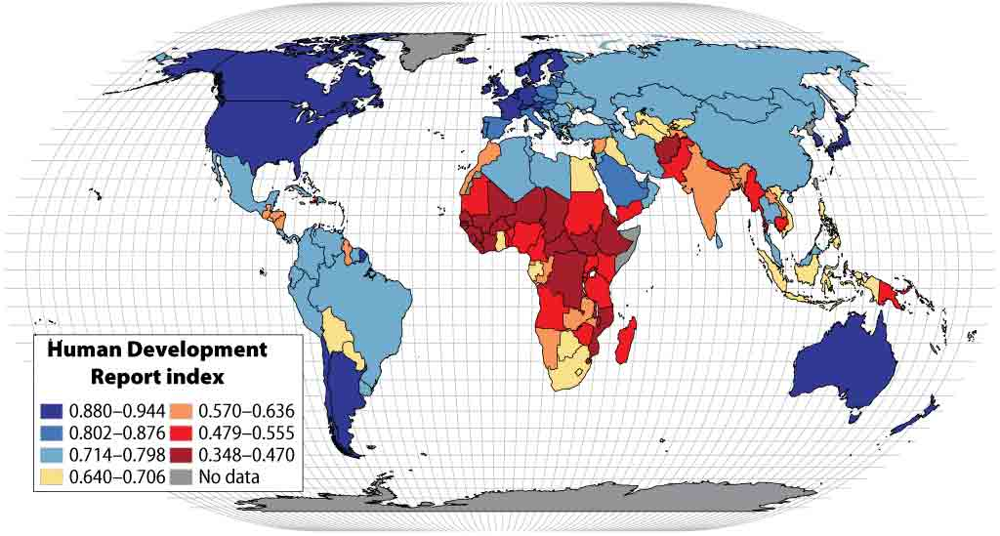 Human Development
Report index
0.880–0.944 0.570–0.636
0.802–0.876 0.479–0.555
0.714–0.798 0.348–0.470
0.640–0.706 No data